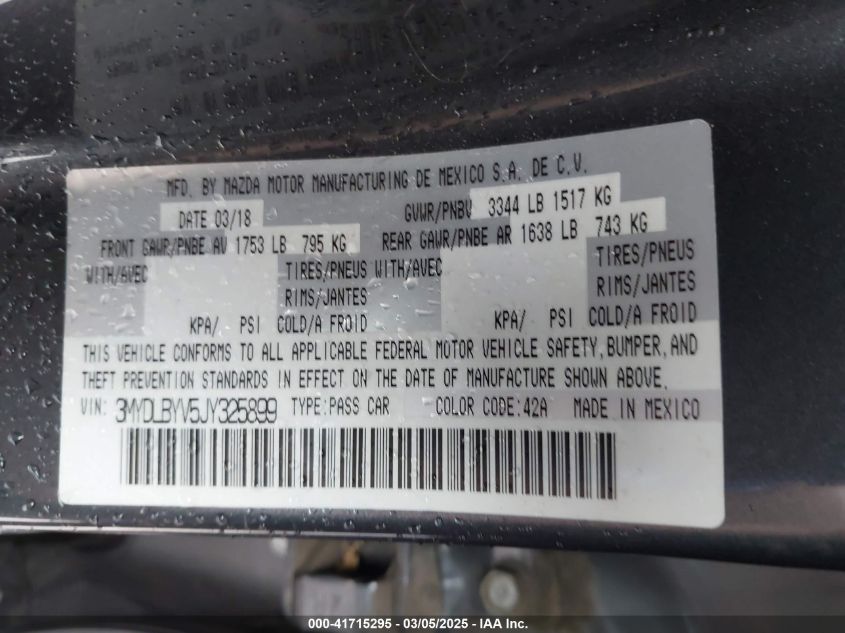 MFD. BY MAZDA MOTOR MANUFACTURING DE MEXICO S.A. DE C.V.
DATE 03/18 GVWR/PNBV 3344 LB 1517 KG
FRONT GAWR/PNBE AV 1753 LB 795 KG REAR GAWR/PNBE AR 1638 LB 743 KG
WITH/AVEC TIRES/PNEUS WITH/AVEC TIRES/PNEUS
RIMS/JANTES RIMS/JANTES
KPA/ PSI COLD/A FROID KPA/ PSI COLD/A FROID
THIS VEHICLE CONFORMS TO ALL APPLICABLE FEDERAL MOTOR VEHICLE SAFETY, BUMPER, AND
THEFT PREVENTION STANDARDS IN EFFECT ON THE DATE OF MANUFACTURE SHOWN ABOVE.
VIN: 3MYDLBYV5JY325899 TYPE:PASS CAR COLOR CODE:42A MADE IN MEXICO
000-41715295 - 03/05/2025 - IAA Inc.